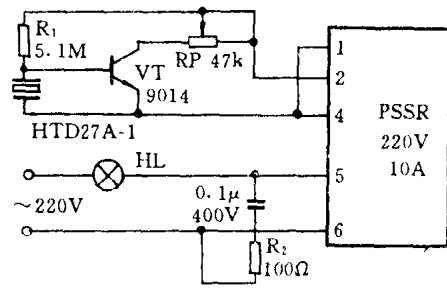 R₁
5.1M
RP 47k
VT
9014
HTD27A-1
HL
~220V
0.1μ
400V
R₂
100Ω
1
2
4
5
6
PSSR
220V
10A